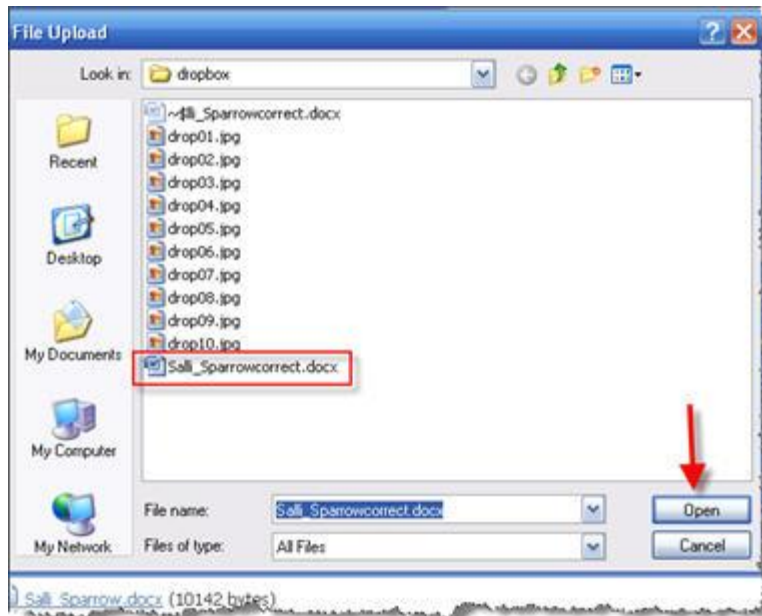 File Upload
Look in: dropbox
Recent
Desktop
My Documents
My Computer
My Network
~$lli_Sparrowcorrect.docx
drop01.jpg
drop02.jpg
drop03.jpg
drop04.jpg
drop05.jpg
drop06.jpg
drop07.jpg
drop08.jpg
drop09.jpg
drop10.jpg
Salli_Sparrowcorrect.docx
File name: Salli_Sparrowcorrect.docx Open
Files of type: All Files Cancel
Salli_Sparrow.docx (10142 bytes)